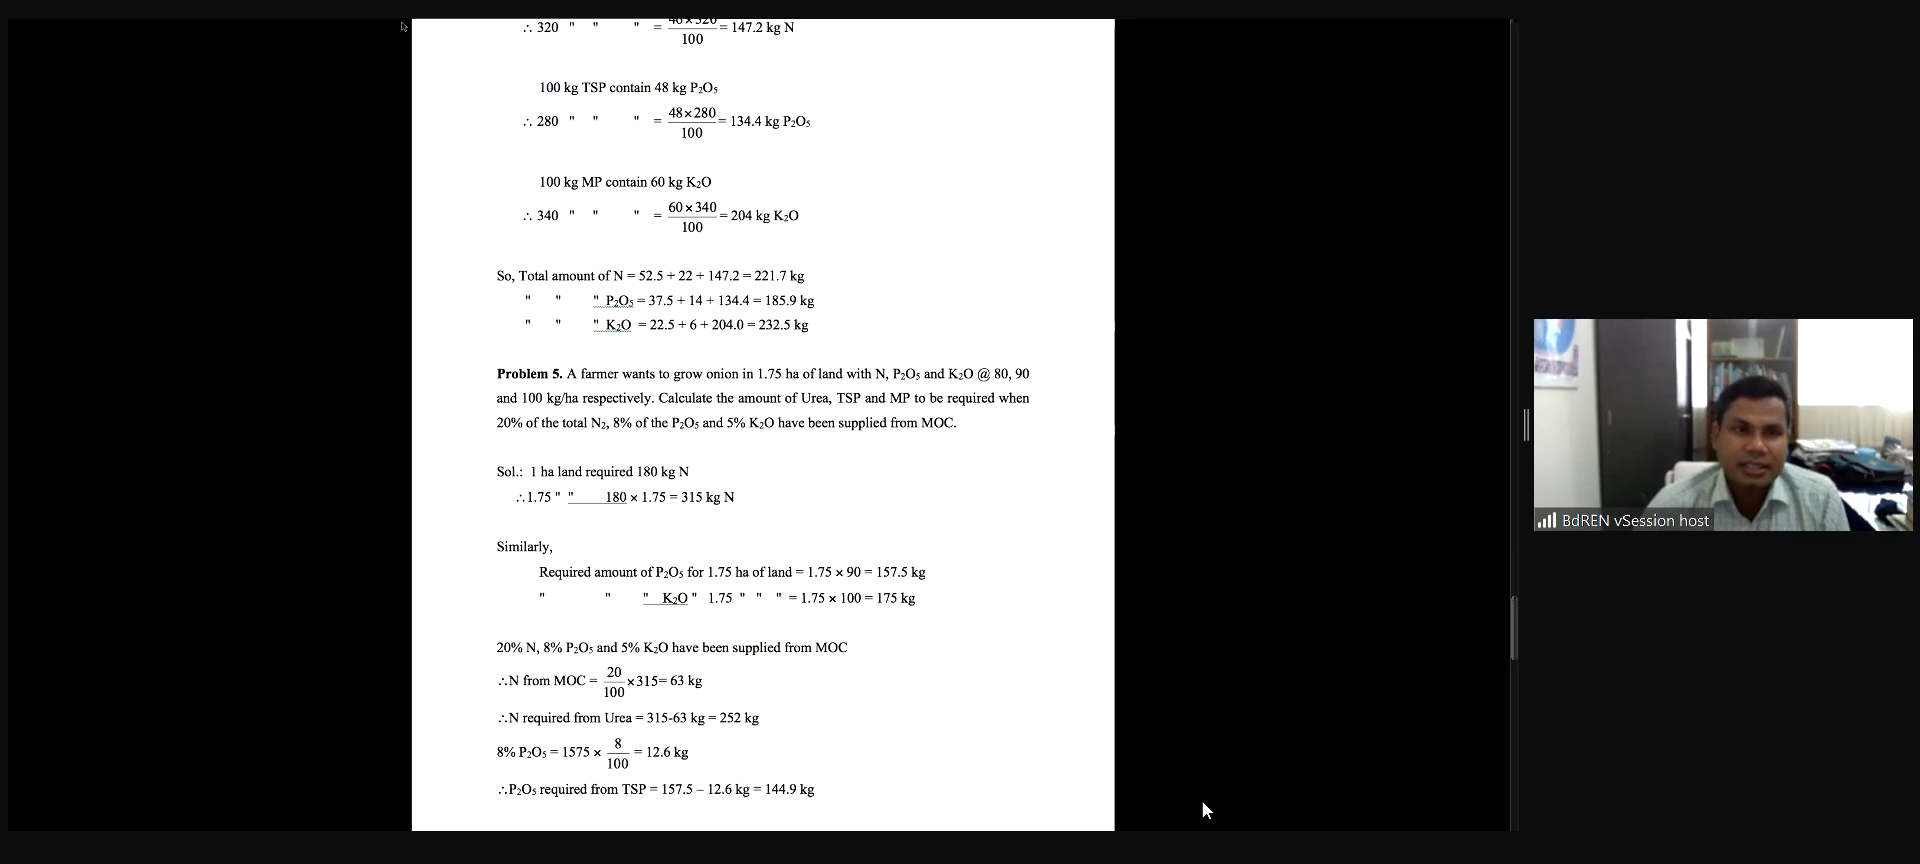 ∴ 320 " " " = 46×320/100 = 147.2 kg N
100 kg TSP contain 48 kg P₂O₅
∴ 280 " " " = 48×280/100 = 134.4 kg P₂O₅
100 kg MP contain 60 kg K₂O
∴ 340 " " " = 60×340/100 = 204 kg K₂O
So, Total amount of N = 52.5 + 22 + 147.2 = 221.7 kg
" " " P₂O₅ = 37.5 + 14 + 134.4 = 185.9 kg
" " " K₂O = 22.5 + 6 + 204.0 = 232.5 kg
Problem 5. A farmer wants to grow onion in 1.75 ha of land with N, P₂O₅ and K₂O @ 80, 90
and 100 kg/ha respectively. Calculate the amount of Urea, TSP and MP to be required when
20% of the total N₂, 8% of the P₂O₅ and 5% K₂O have been supplied from MOC.
Sol.: 1 ha land required 180 kg N
∴1.75 " " 180 × 1.75 = 315 kg N
Similarly,
Required amount of P₂O₅ for 1.75 ha of land = 1.75 × 90 = 157.5 kg
" " " K₂O " 1.75 " " " = 1.75 × 100 = 175 kg
20% N, 8% P₂O₅ and 5% K₂O have been supplied from MOC
∴N from MOC = 20/100 ×315= 63 kg
∴N required from Urea = 315-63 kg = 252 kg
8% P₂O₅ = 1575 × 8/100 = 12.6 kg
∴P₂O₅ required from TSP = 157.5 – 12.6 kg = 144.9 kg
BdREN vSession host